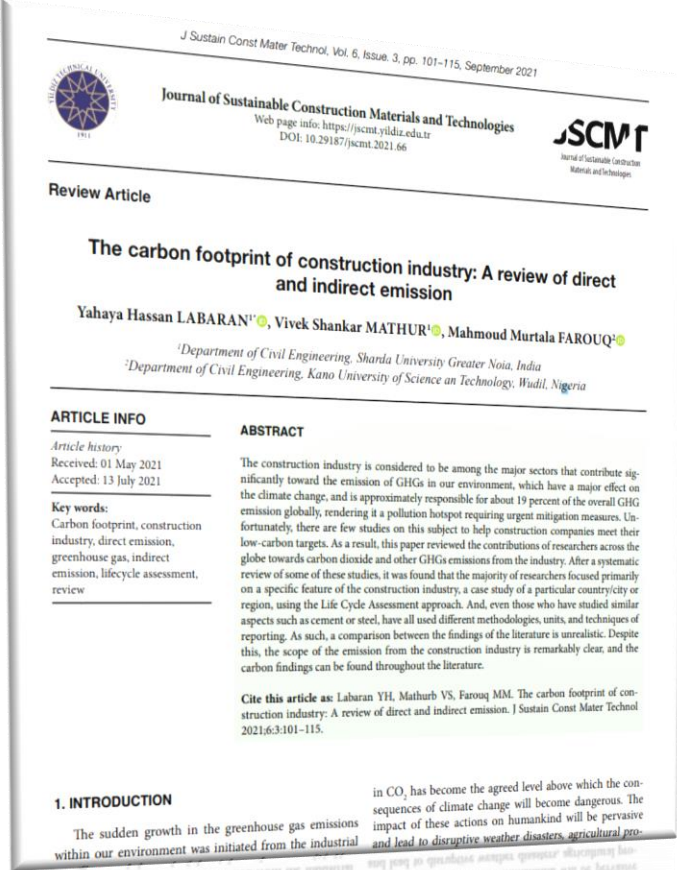 J Sustain Const Mater Technol, Vol. 6, Issue. 3, pp. 101–115, September 2021
YILDIZ TECHNICAL UNIVERSITY
1911
Journal of Sustainable Construction Materials and Technologies
Web page info: https://jscmt.yildiz.edu.tr
DOI: 10.29187/jscmt.2021.66
JSCMT
Journal of Sustainable Construction
Materials and Technologies
Review Article
The carbon footprint of construction industry: A review of direct
and indirect emission
Yahaya Hassan LABARAN¹*, Vivek Shankar MATHUR¹, Mahmoud Murtala FAROUQ²
¹Department of Civil Engineering, Sharda University Greater Noia, India
²Department of Civil Engineering, Kano University of Science an Technology, Wudil, Nigeria
ARTICLE INFO
Article history
Received: 01 May 2021
Accepted: 13 July 2021
Key words:
Carbon footprint, construction
industry, direct emission,
greenhouse gas, indirect
emission, lifecycle assessment,
review
ABSTRACT
The construction industry is considered to be among the major sectors that contribute sig-
nificantly toward the emission of GHGs in our environment, which have a major effect on
the climate change, and is approximately responsible for about 19 percent of the overall GHG
emission globally, rendering it a pollution hotspot requiring urgent mitigation measures. Un-
fortunately, there are few studies on this subject to help construction companies meet their
low-carbon targets. As a result, this paper reviewed the contributions of researchers across the
globe towards carbon dioxide and other GHGs emissions from the industry. After a systematic
review of some of these studies, it was found that the majority of researchers focused primarily
on a specific feature of the construction industry, a case study of a particular country/city or
region, using the Life Cycle Assessment approach. And, even those who have studied similar
aspects such as cement or steel, have all used different methodologies, units, and techniques of
reporting. As such, a comparison between the findings of the literature is unrealistic. Despite
this, the scope of the emission from the construction industry is remarkably clear, and the
carbon findings can be found throughout the literature.
Cite this article as: Labaran YH, Mathurb VS, Farouq MM. The carbon footprint of con-
struction industry: A review of direct and indirect emission. J Sustain Const Mater Technol
2021;6:3:101–115.
1. INTRODUCTION
The sudden growth in the greenhouse gas emissions
within our environment was initiated from the industrial
in CO₂ has become the agreed level above which the con-
sequences of climate change will become dangerous. The
impact of these actions on humankind will be pervasive
and lead to disruptive weather disasters, agricultural pro-